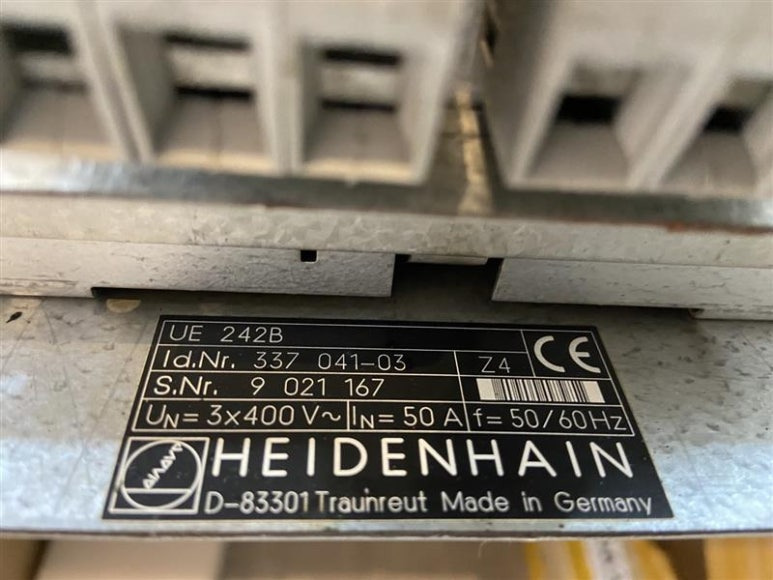 UE 242B
Id.Nr. 337 041-03
Z4
CE
S.Nr. 9 021 167
UN= 3x400 V~ IN= 50 A f= 50/60Hz
HEIDENHAIN
D-83301 Traunreut Made in Germany